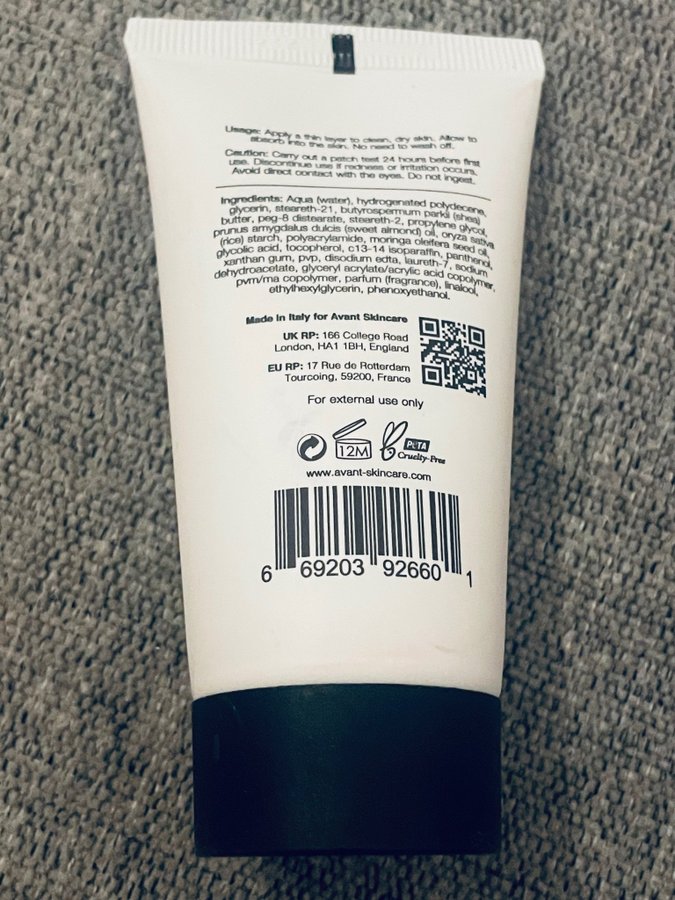 Usage: Apply a thin layer to clean, dry skin. Allow to
absorb into the skin. No need to wash off.
Caution: Carry out a patch test 24 hours before first
use. Discontinue use if redness or irritation occurs.
Avoid direct contact with the eyes. Do not ingest.
Ingredients: Aqua (water), hydrogenated polydecene,
glycerin, steareth-21, butyrospermum parkii (shea)
butter, peg-8 distearate, steareth-2, propylene glycol,
prunus amygdalus dulcis (sweet almond) oil, oryza sativa
(rice) starch, polyacrylamide, moringa oleifera seed oil,
glycolic acid, tocopherol, c13-14 isoparaffin, panthenol,
xanthan gum, pvp, disodium edta, laureth-7, sodium
dehydroacetate, glyceryl acrylate/acrylic acid copolymer,
pvm/ma copolymer, parfum (fragrance), linalool,
ethylhexylglycerin, phenoxyethanol.
Made in Italy for Avant Skincare
UK RP: 166 College Road
London, HA1 1BH, England
EU RP: 17 Rue de Rotterdam
Tourcoing, 59200, France
For external use only
12M
PETA
Cruelty-Free
www.avant-skincare.com
6 69203 92660 1